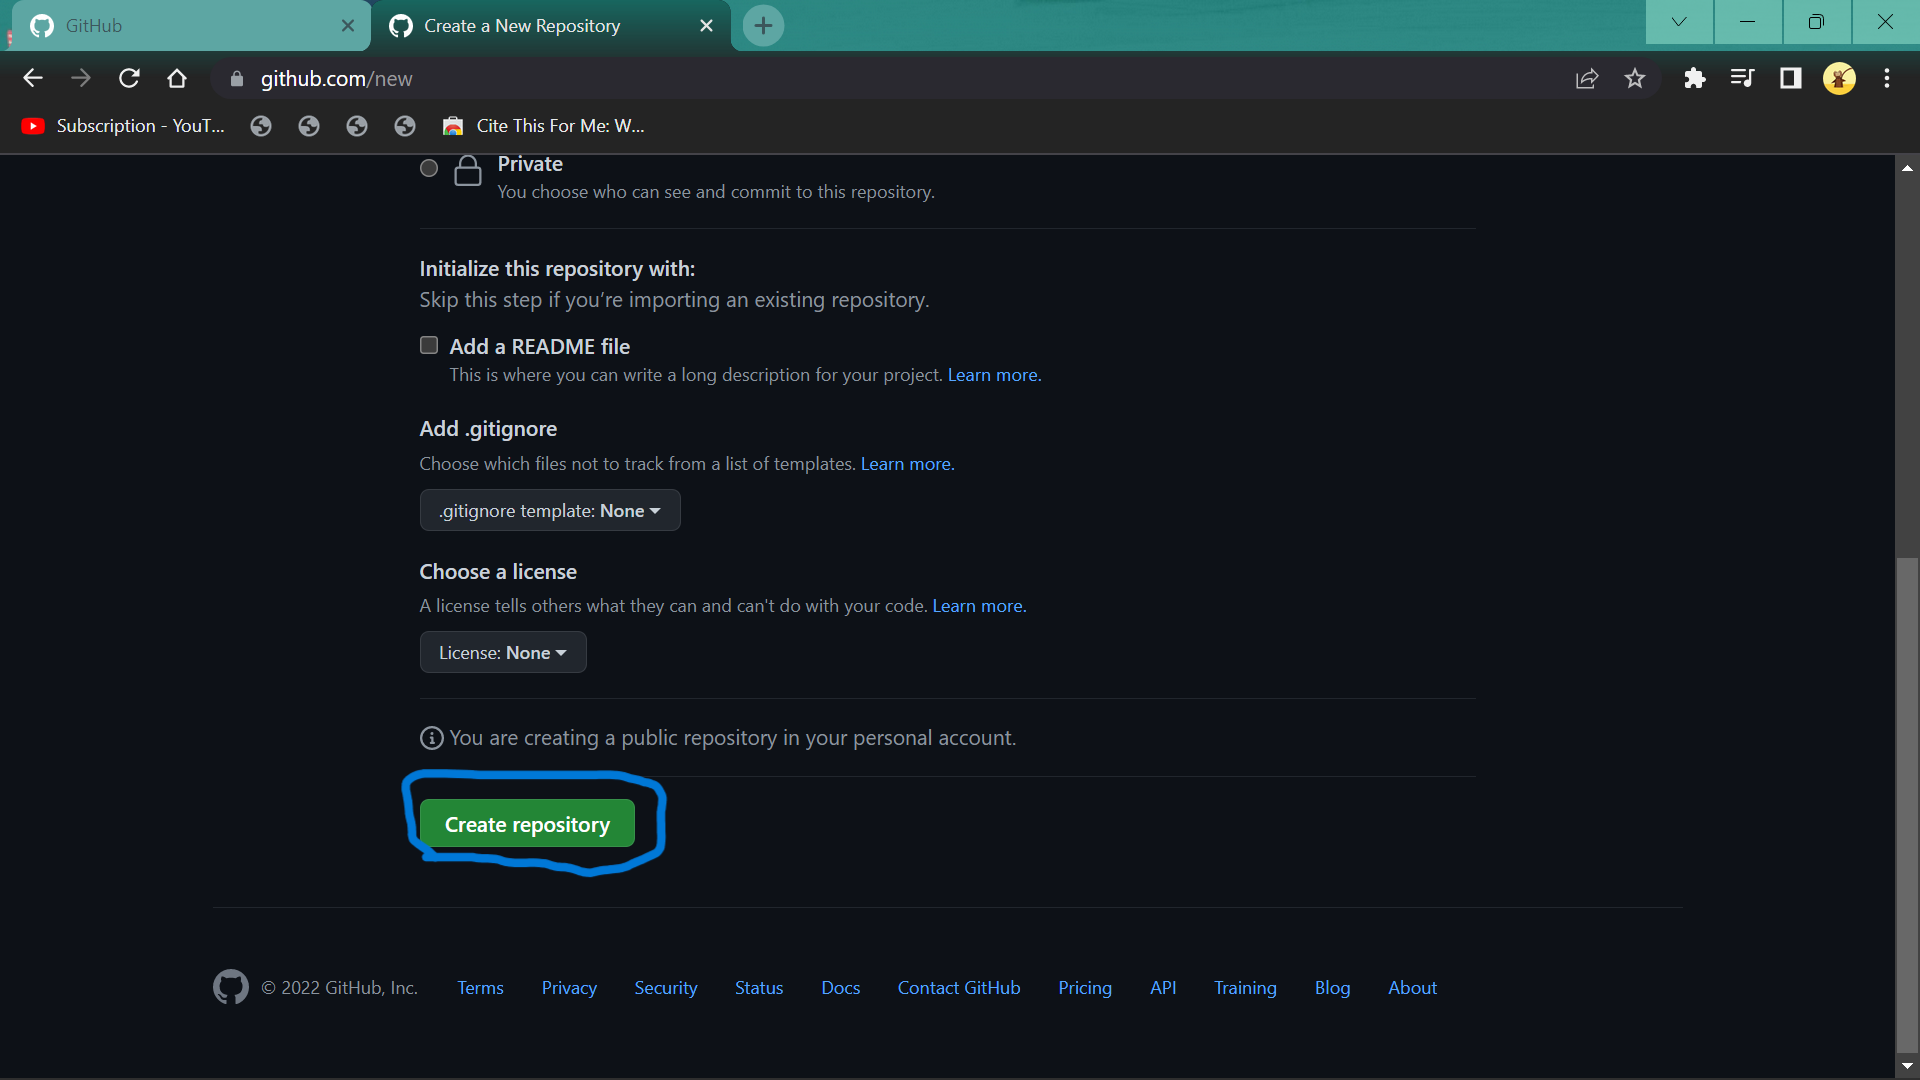 GitHub
Create a New Repository
github.com/new
Subscription - YouT...
Cite This For Me: W...
Private
You choose who can see and commit to this repository.
Initialize this repository with:
Skip this step if you’re importing an existing repository.
Add a README file
This is where you can write a long description for your project. Learn more.
Add .gitignore
Choose which files not to track from a list of templates. Learn more.
.gitignore template: None
Choose a license
A license tells others what they can and can't do with your code. Learn more.
License: None
You are creating a public repository in your personal account.
Create repository
© 2022 GitHub, Inc. Terms Privacy Security Status Docs Contact GitHub Pricing API Training Blog About